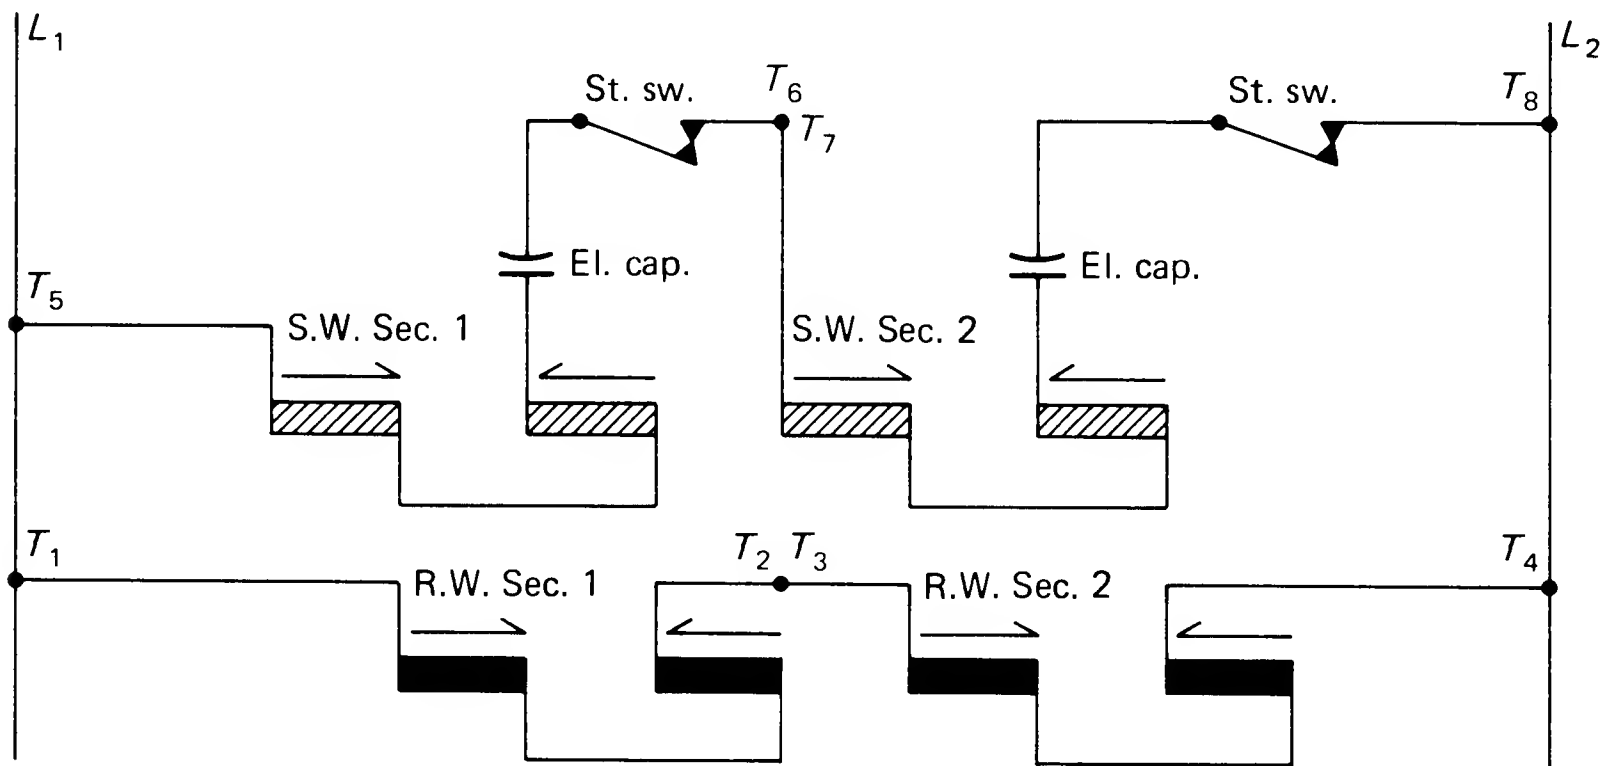 L1
L2
St. sw.
T6
T7
St. sw.
T8
El. cap.
El. cap.
T5
S.W. Sec. 1
S.W. Sec. 2
T1
T2 T3
T4
R.W. Sec. 1
R.W. Sec. 2